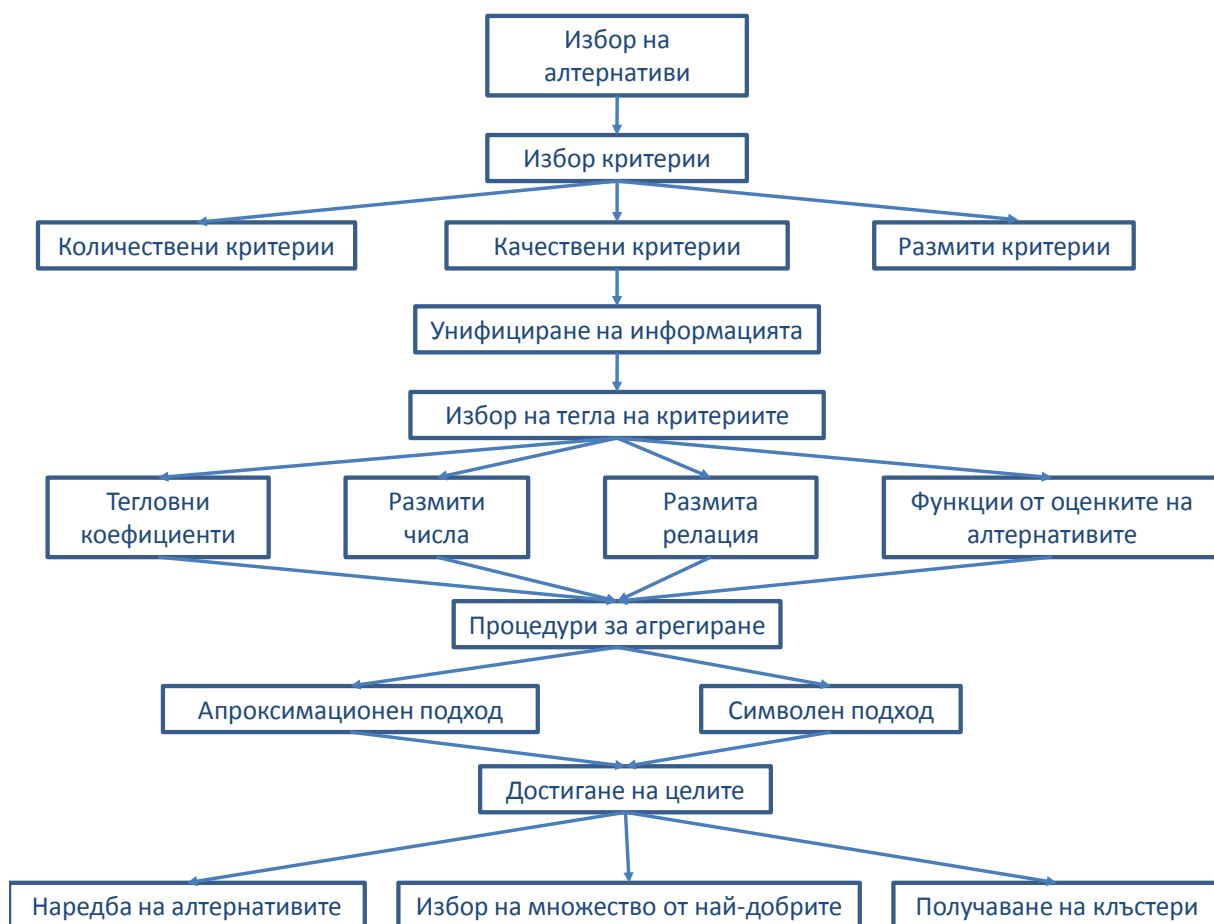 Избор на
алтернативи
Избор критерии
Количествени критерии
Качествени критерии
Размити критерии
Унифициране на информацията
Избор на тегла на критериите
Тегловни
коефициенти
Размити
числа
Размита
релация
Функции от оценките на
алтернативите
Процедури за агрегиране
Апроксимационен подход
Символен подход
Достигане на целите
Наредба на алтернативите
Избор на множество от най-добрите
Получаване на клъстери